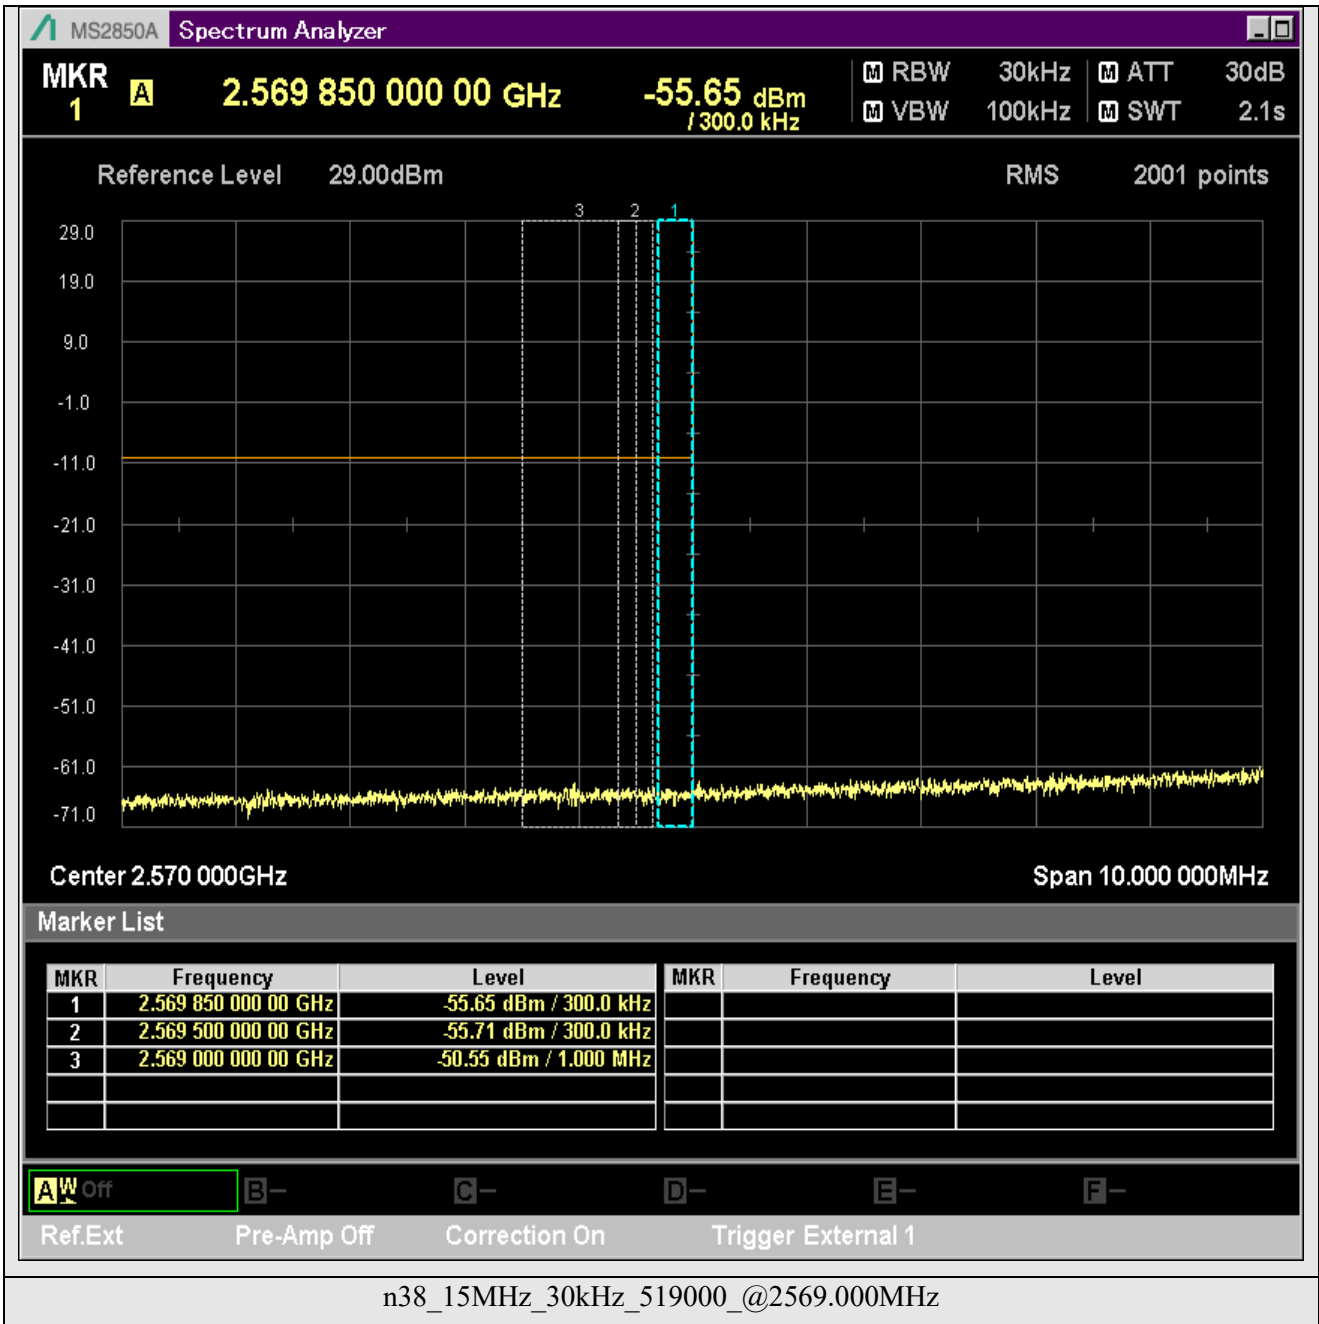 MS2850A Spectrum Analyzer
MKR 1 A 2.569 850 000 00 GHz -55.65 dBm / 300.0 kHz
M RBW 30kHz M ATT 30dB
M VBW 100kHz M SWT 2.1s
Reference Level 29.00dBm RMS 2001 points
3 2 1
29.0
19.0
9.0
-1.0
-11.0
-21.0
-31.0
-41.0
-51.0
-61.0
-71.0
Center 2.570 000GHz Span 10.000 000MHz
Marker List
MKR Frequency Level MKR Frequency Level
1 2.569 850 000 00 GHz -55.65 dBm / 300.0 kHz
2 2.569 500 000 00 GHz -55.71 dBm / 300.0 kHz
3 2.569 000 000 00 GHz -50.55 dBm / 1.000 MHz
A W Off B – C – D – E – F –
Ref.Ext Pre-Amp Off Correction On Trigger External 1
n38_15MHz_30kHz_519000_@2569.000MHz